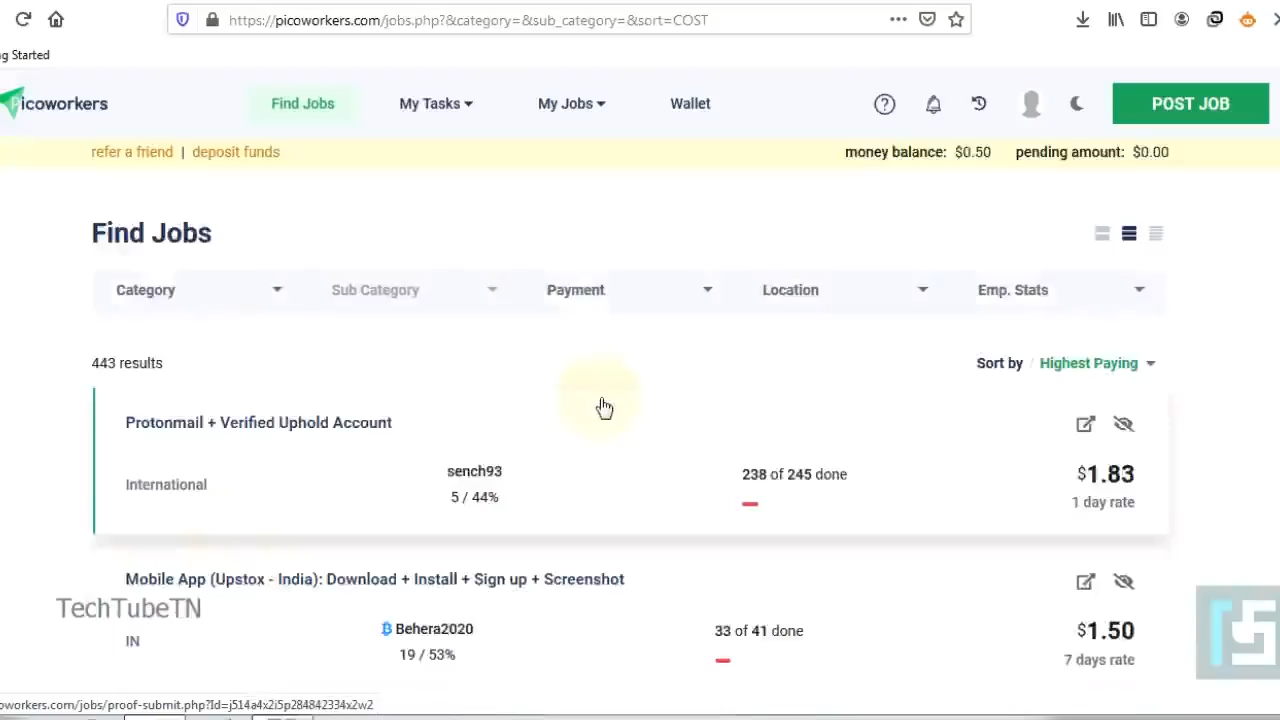 https://picoworkers.com/jobs.php?&category=&sub_category=&sort=COST
g Started
Picoworkers
Find Jobs
My Tasks
My Jobs
Wallet
POST JOB
refer a friend | deposit funds
money balance: $0.50 pending amount: $0.00
Find Jobs
Category
Sub Category
Payment
Location
Emp. Stats
443 results
Sort by / Highest Paying
Protonmail + Verified Uphold Account
International
sench93
5 / 44%
238 of 245 done
$1.83
1 day rate
Mobile App (Upstox - India): Download + Install + Sign up + Screenshot
TechTubeTN
IN
Behera2020
19 / 53%
33 of 41 done
$1.50
7 days rate
oworkers.com/jobs/proof-submit.php?Id=j514a4x2i5p284842334x2w2